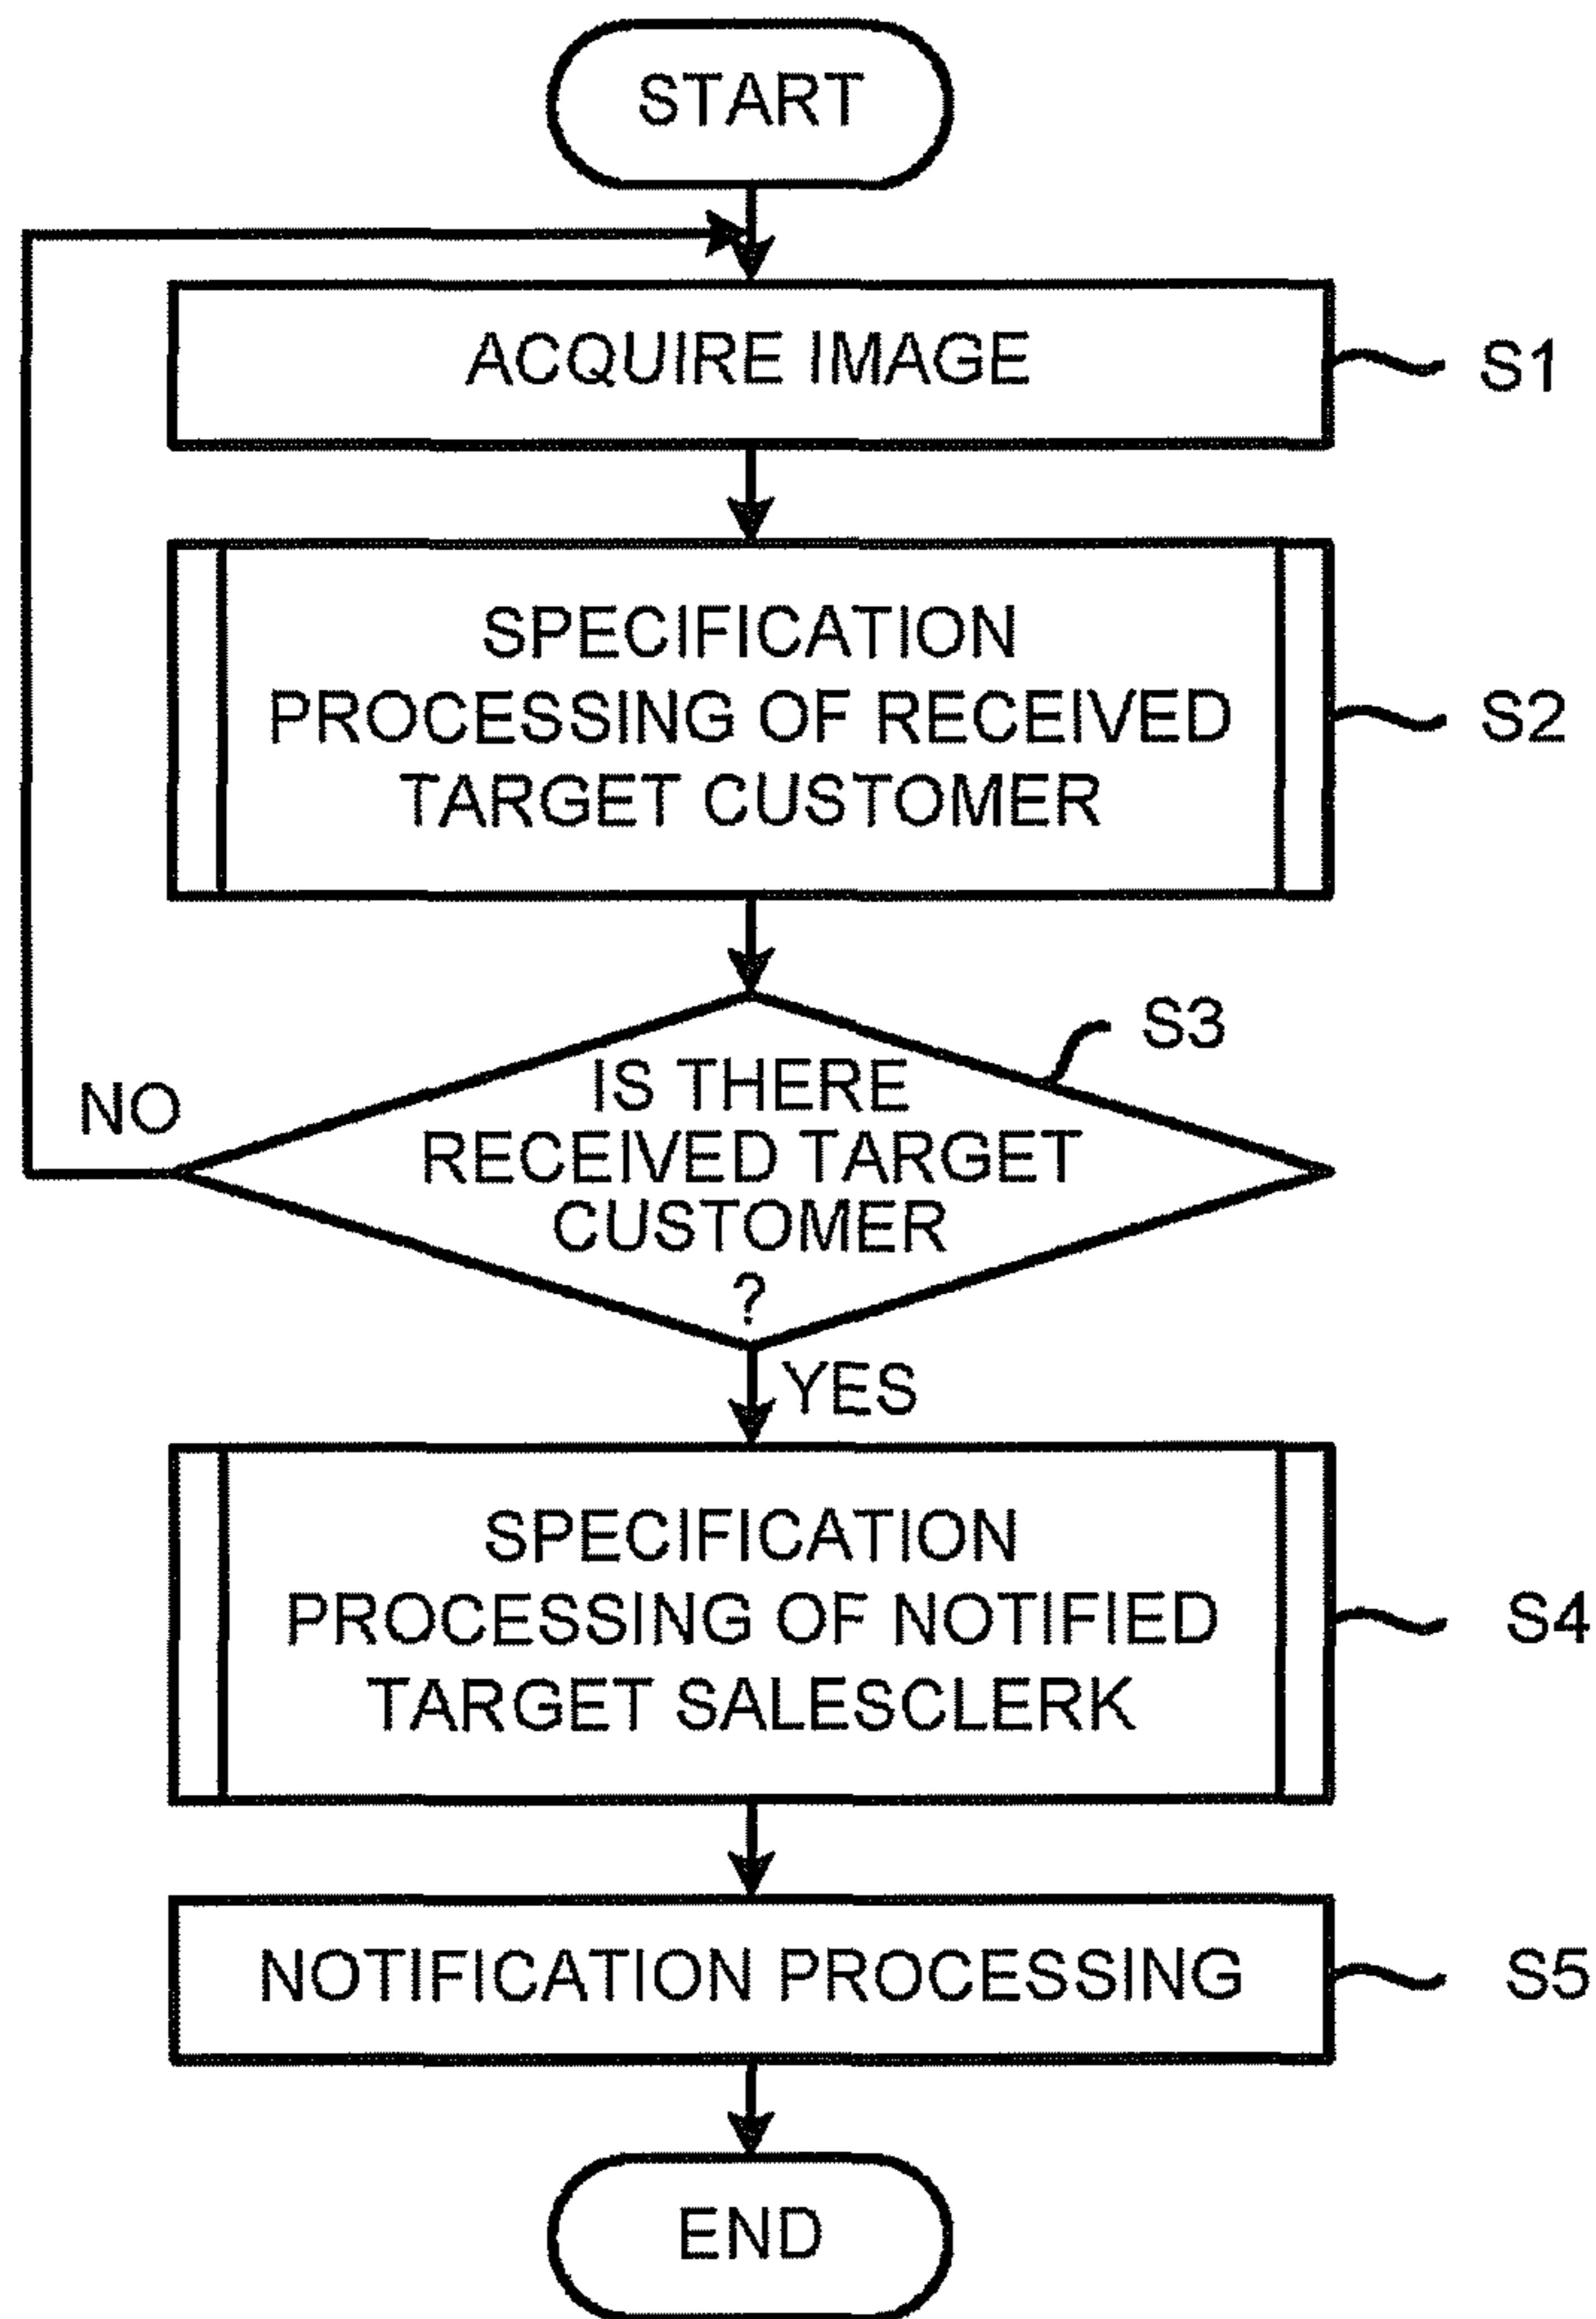 START
ACQUIRE IMAGE
S1
SPECIFICATION
PROCESSING OF RECEIVED
TARGET CUSTOMER
S2
S3
IS THERE
RECEIVED TARGET
CUSTOMER
?
NO
YES
SPECIFICATION
PROCESSING OF NOTIFIED
TARGET SALESCLERK
S4
NOTIFICATION PROCESSING
S5
END